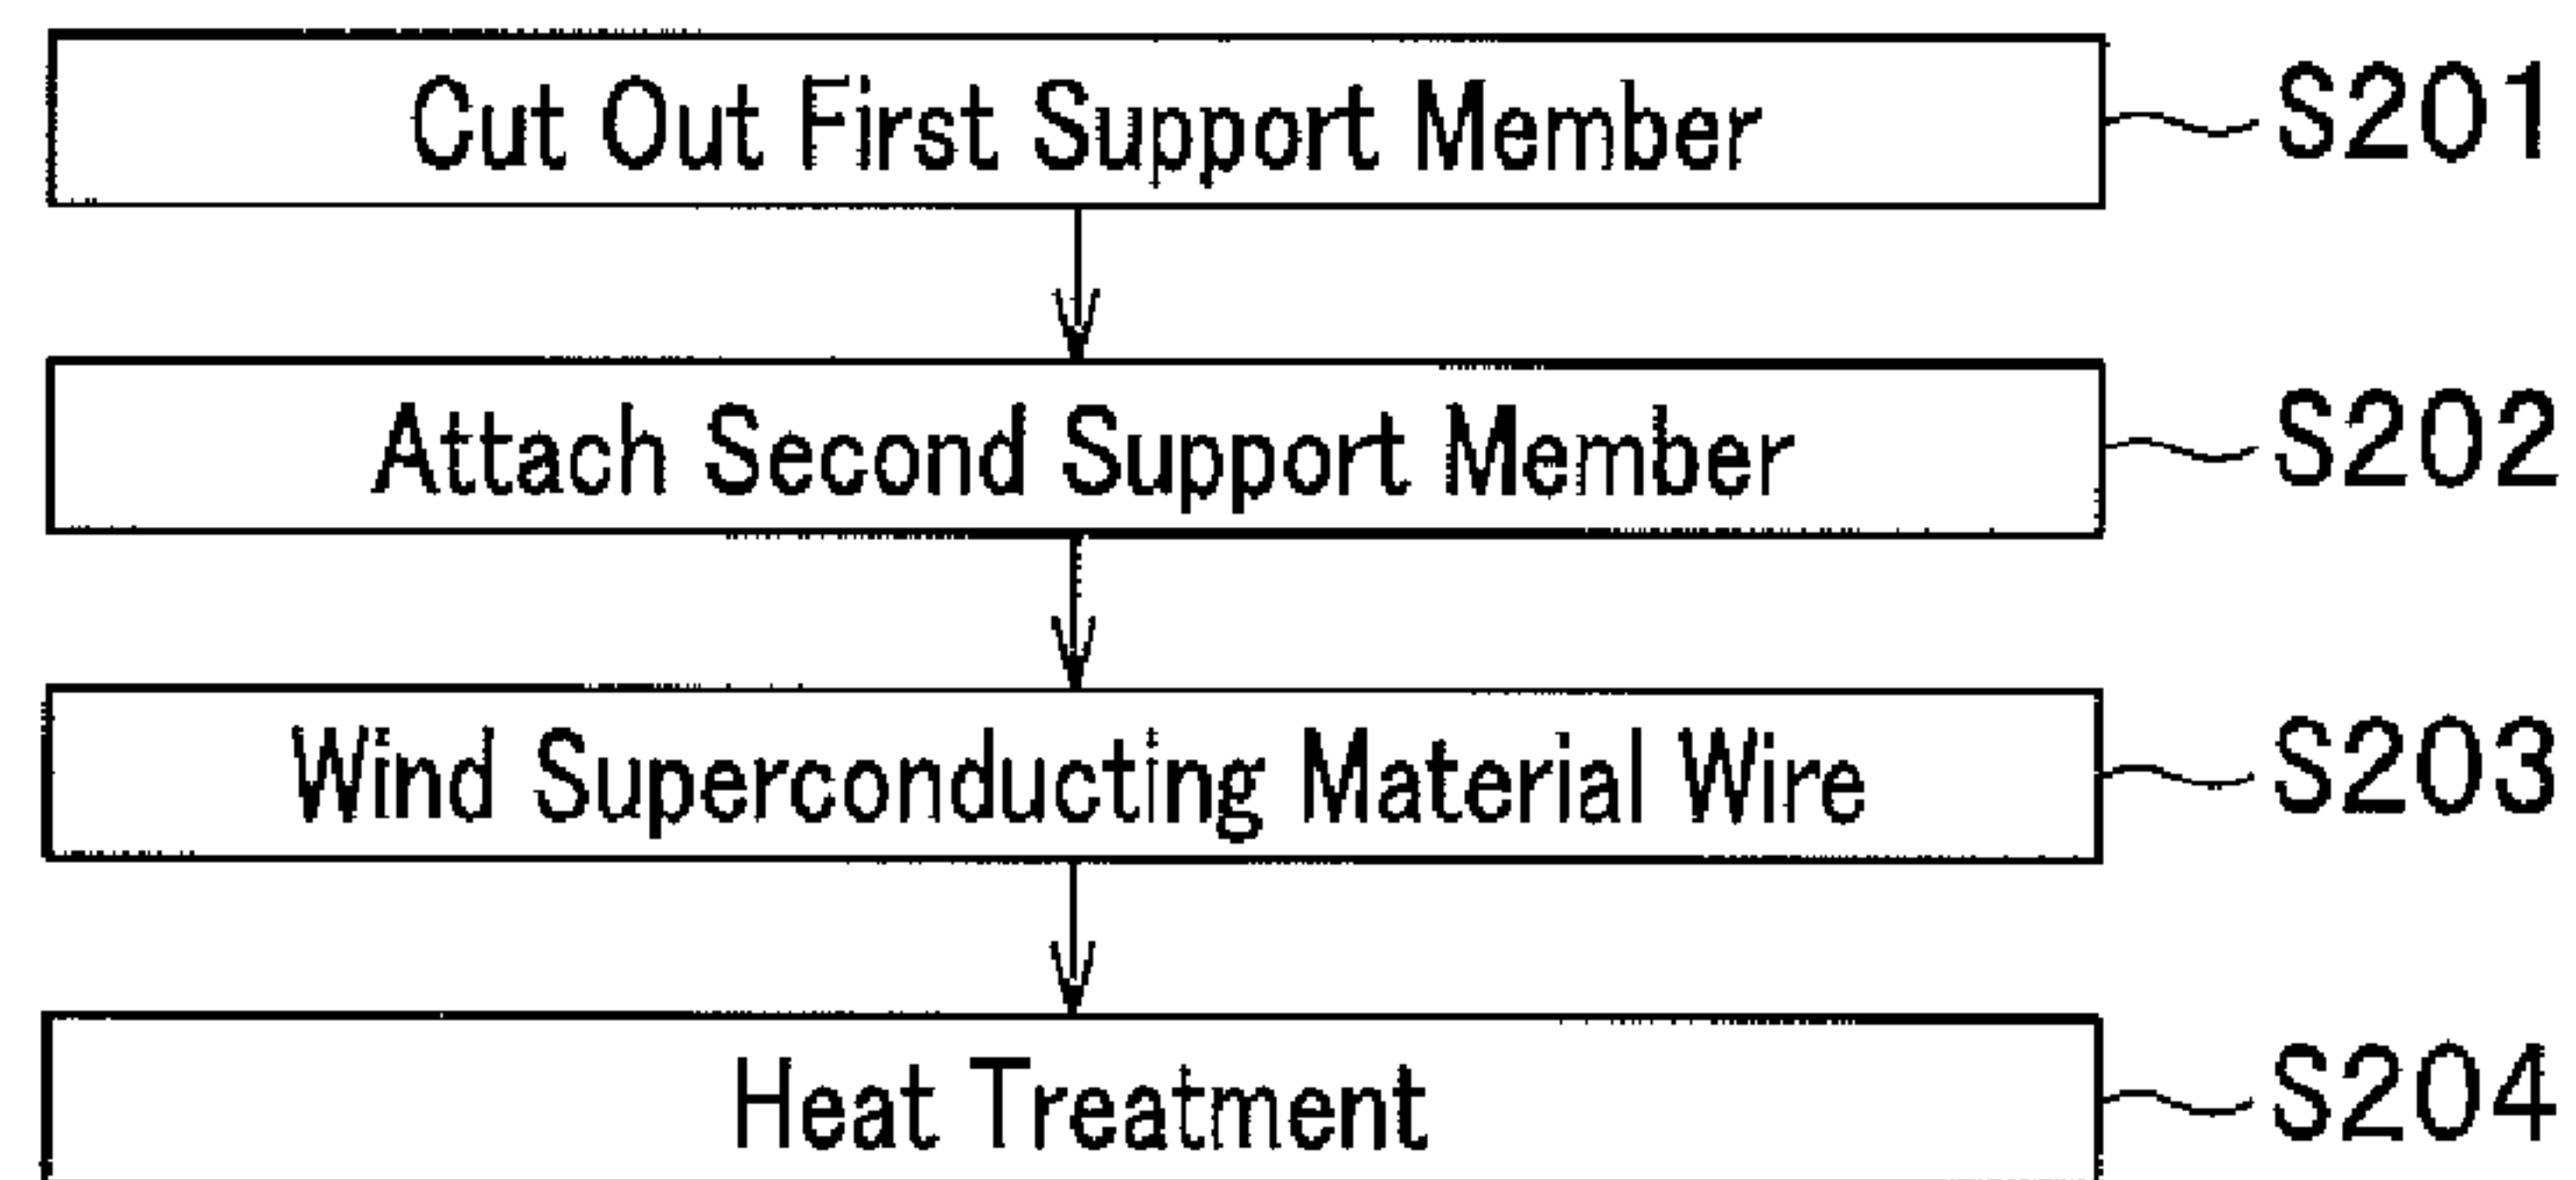 Cut Out First Support Member S201
Attach Second Support Member S202
Wind Superconducting Material Wire S203
Heat Treatment S204